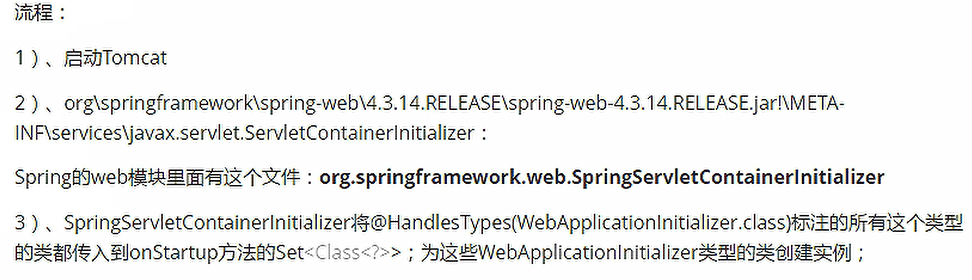 流程：
1）、启动Tomcat
2）、org\springframework\spring-web\4.3.14.RELEASE\spring-web-4.3.14.RELEASE.jar!\META-
INF\services\javax.servlet.ServletContainerInitializer：
Spring的web模块里面有这个文件：org.springframework.web.SpringServletContainerInitializer
3）、SpringServletContainerInitializer将@HandlesTypes(WebApplicationInitializer.class)标注的所有这个类型
的类都传入到onStartup方法的Set<Class<?>>；为这些WebApplicationInitializer类型的类创建实例；